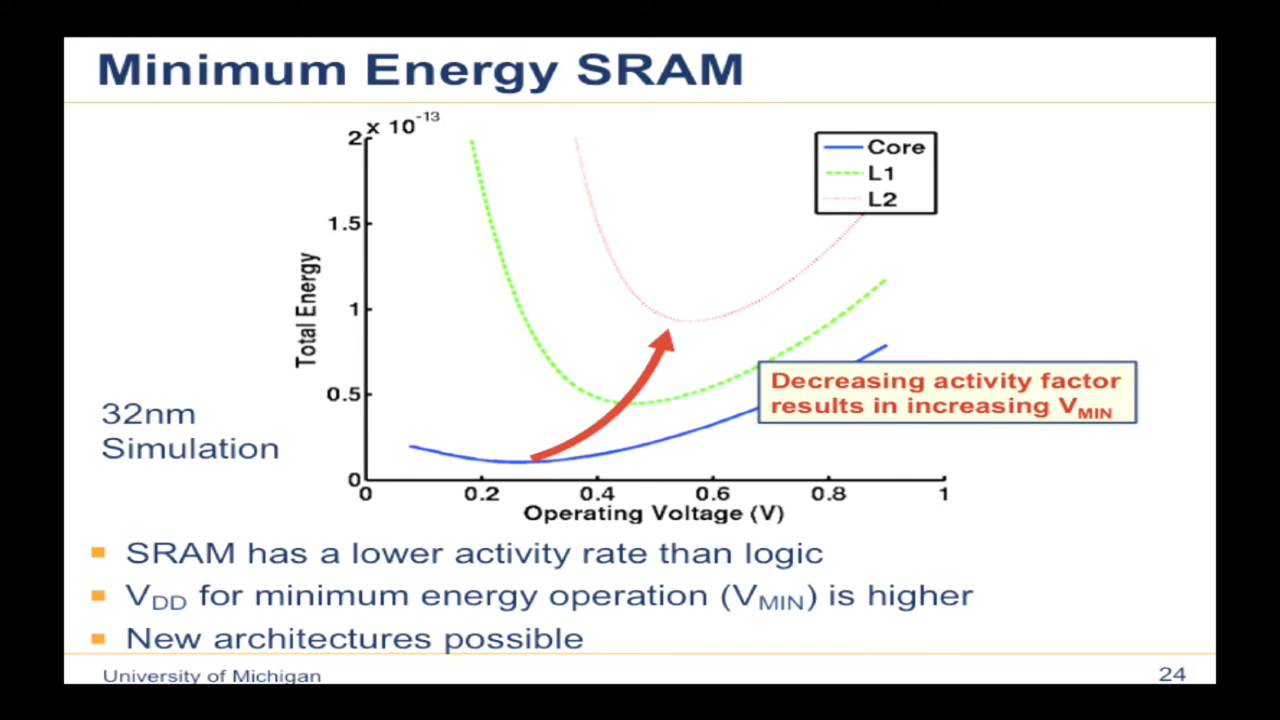 Minimum Energy SRAM
x 10-13
2
1.5
1
0.5
0
Total Energy
0 0.2 0.4 0.6 0.8 1
Operating Voltage (V)
Core
L1
L2
Decreasing activity factor
results in increasing VMIN
32nm
Simulation
SRAM has a lower activity rate than logic
VDD for minimum energy operation (VMIN) is higher
New architectures possible
University of Michigan
24